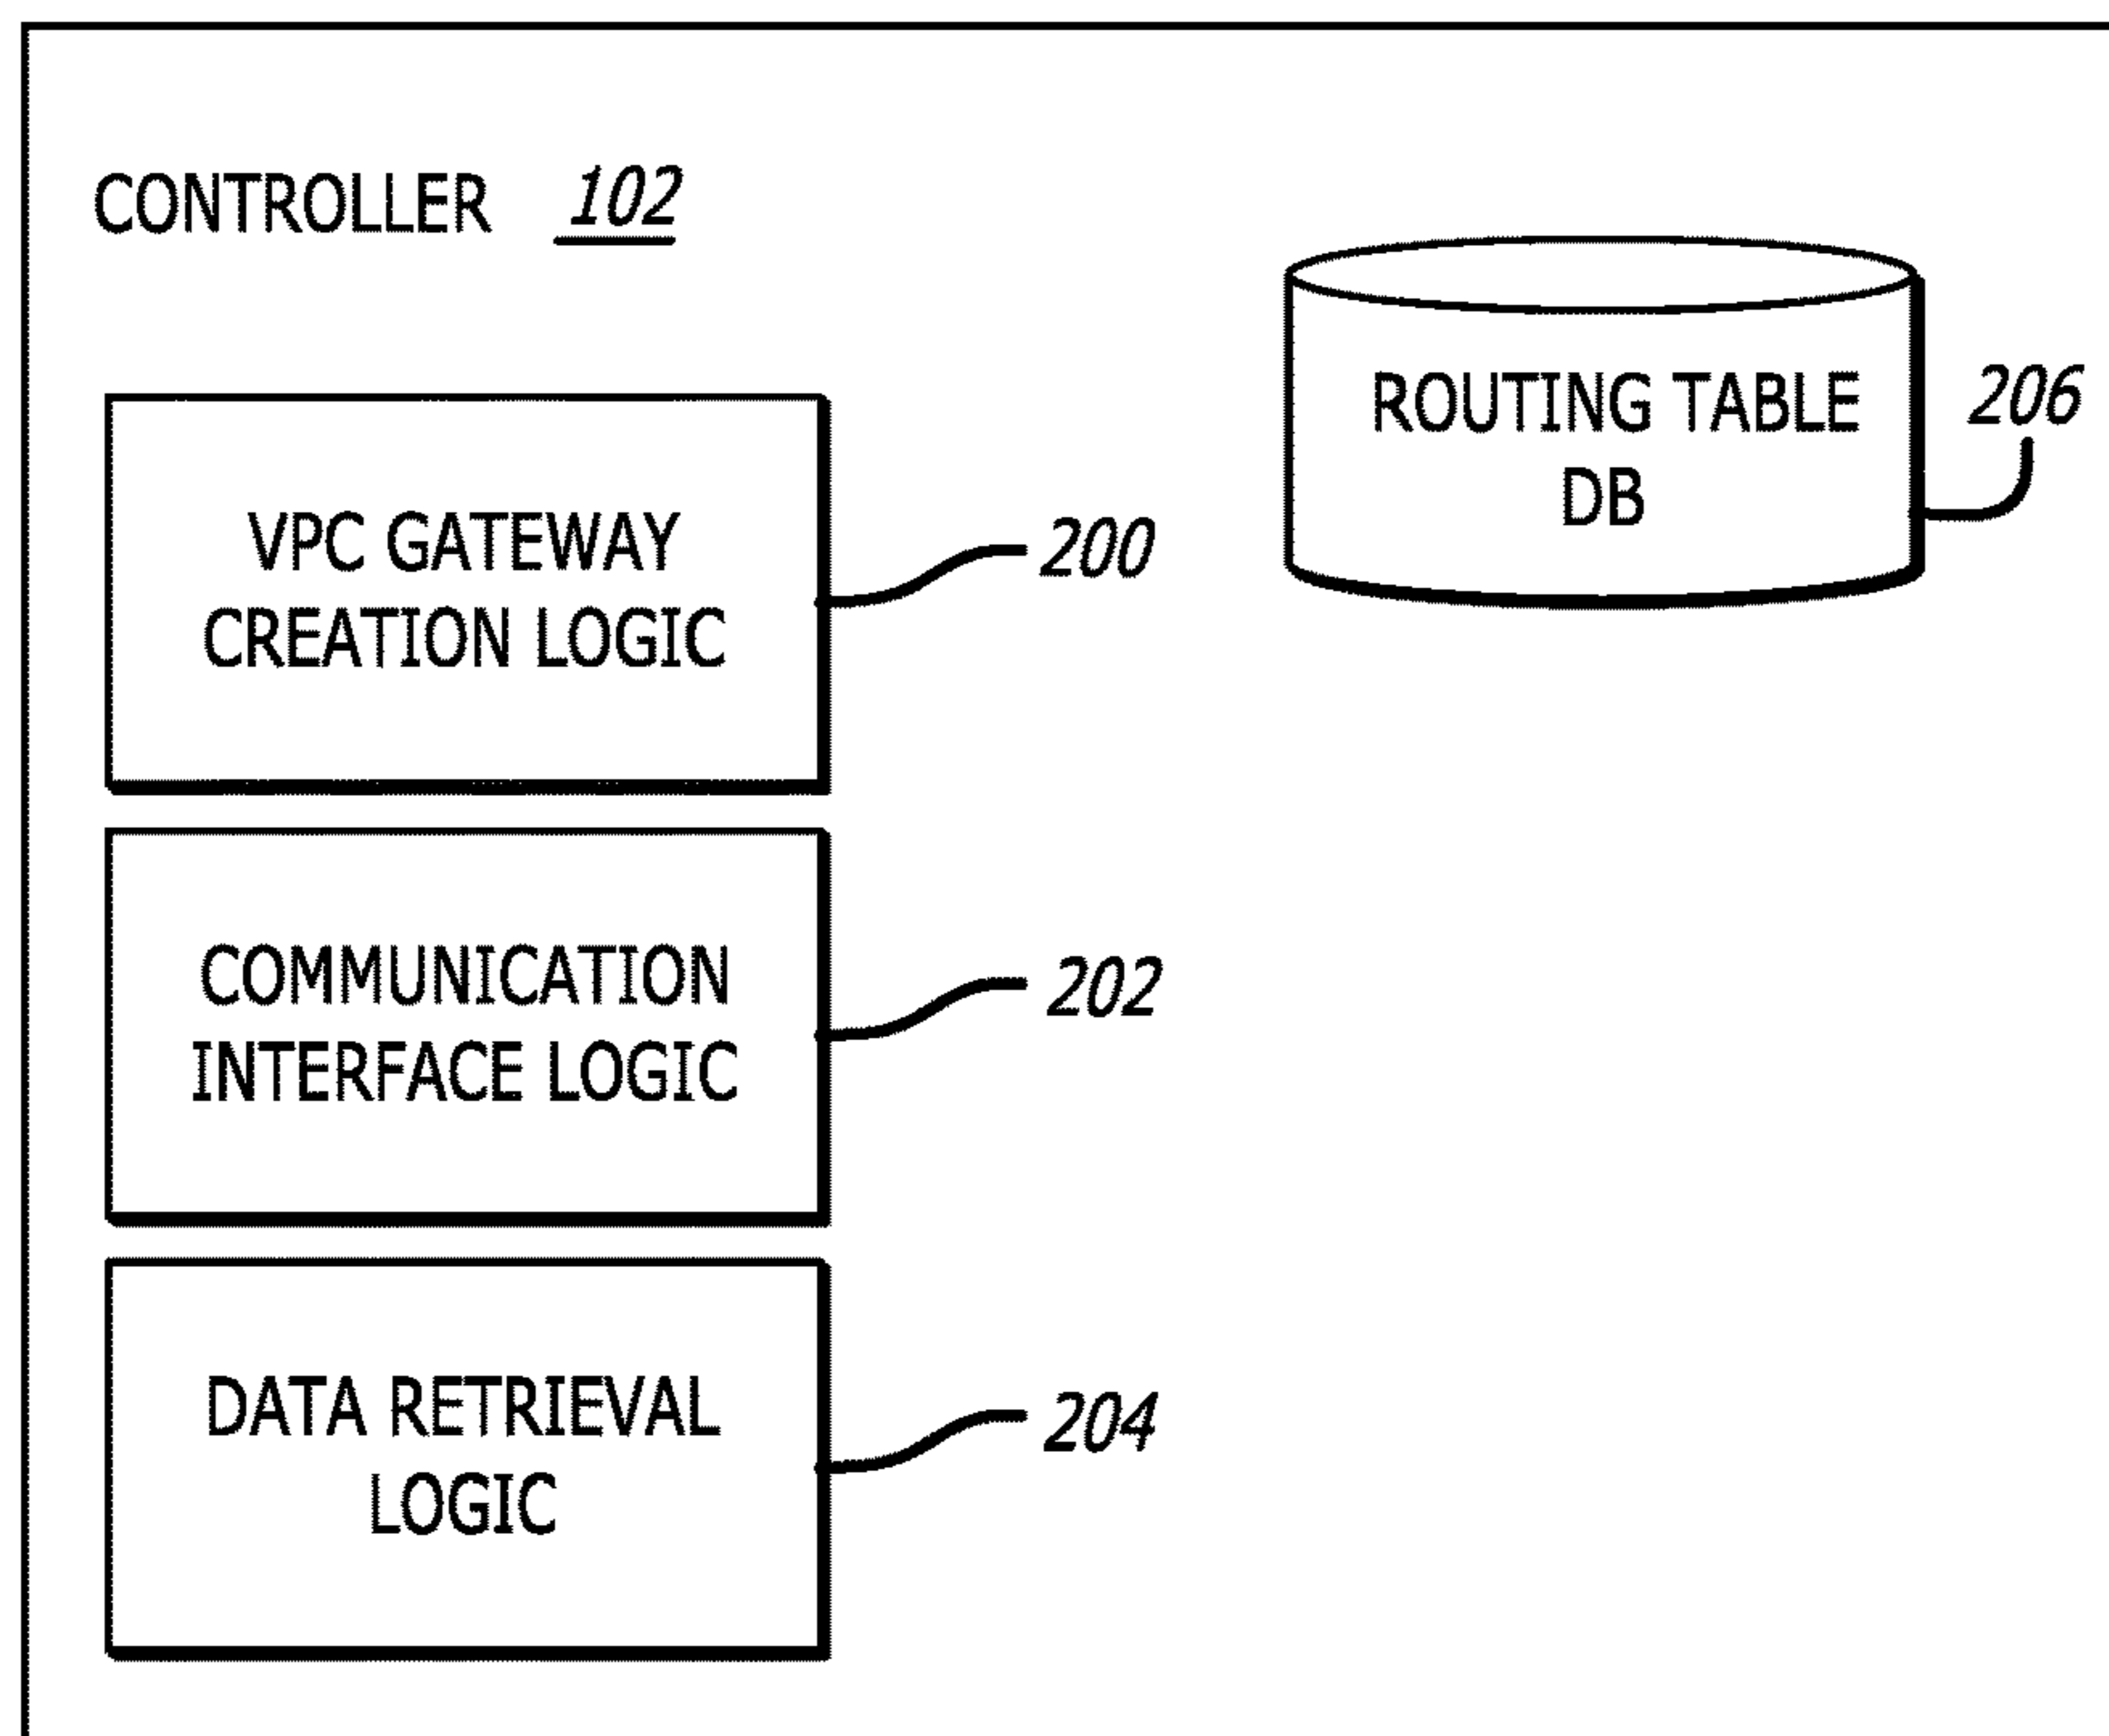 CONTROLLER 102
VPC GATEWAY
CREATION LOGIC
200
COMMUNICATION
INTERFACE LOGIC
202
DATA RETRIEVAL
LOGIC
204
ROUTING TABLE
DB
206